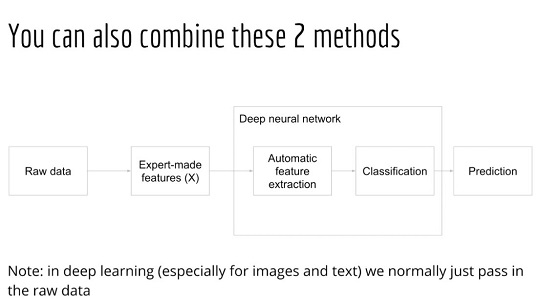 You can also combine these 2 methods
Deep neural network
Raw data
Expert-made
features (X)
Automatic
feature
extraction
Classification
Prediction
Note: in deep learning (especially for images and text) we normally just pass in
the raw data